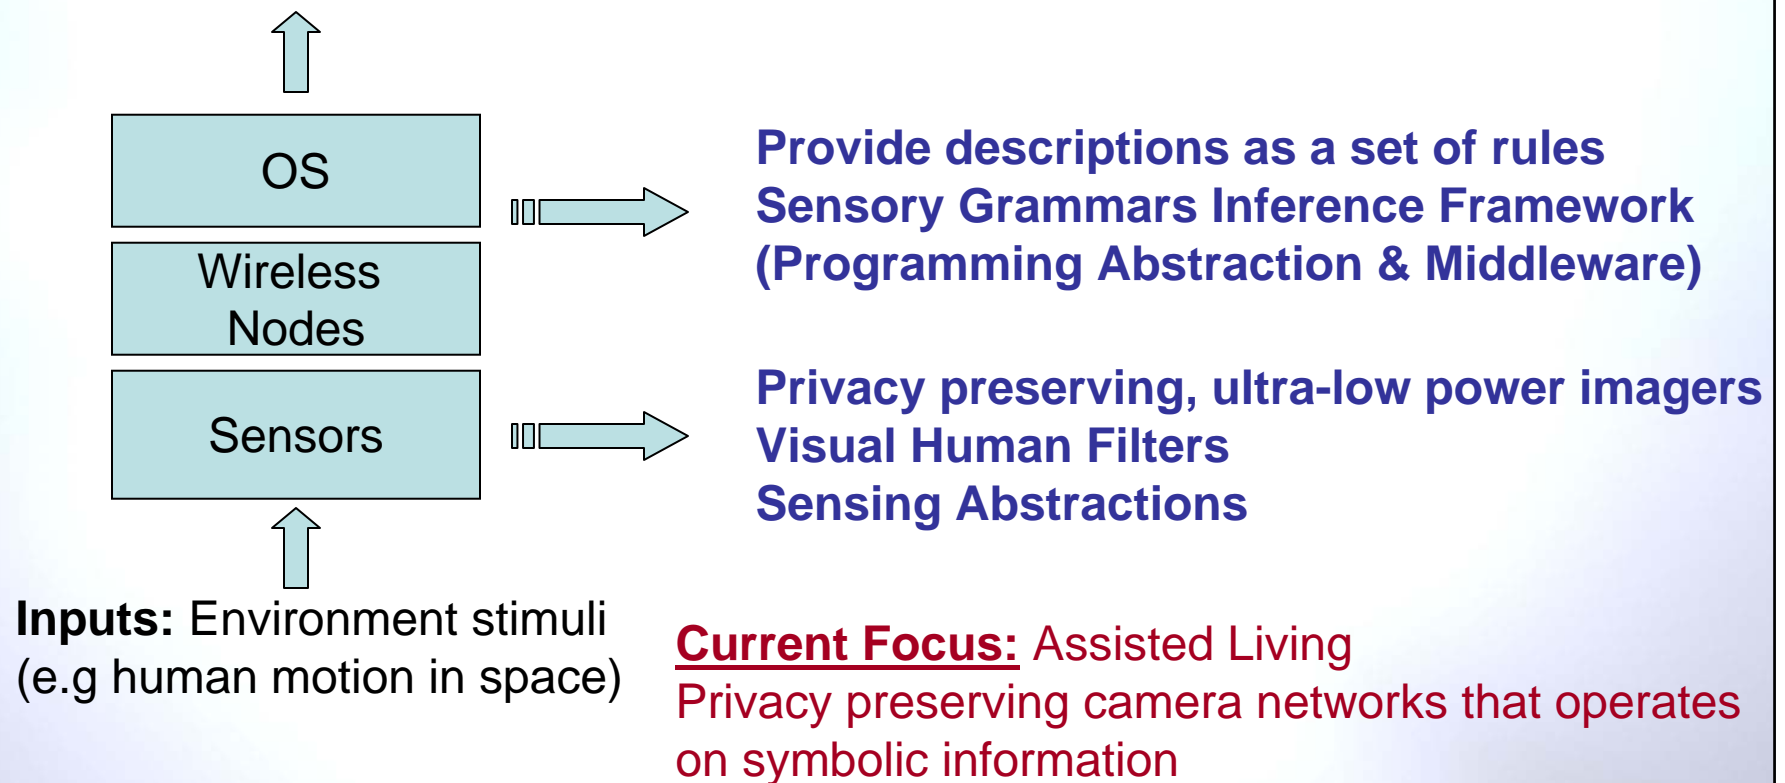 OS
Provide descriptions as a set of rules
Sensory Grammars Inference Framework
(Programming Abstraction & Middleware)
Wireless
Nodes
Sensors
Privacy preserving, ultra-low power imagers
Visual Human Filters
Sensing Abstractions
Inputs: Environment stimuli
(e.g human motion in space)
Current Focus: Assisted Living
Privacy preserving camera networks that operates
on symbolic information